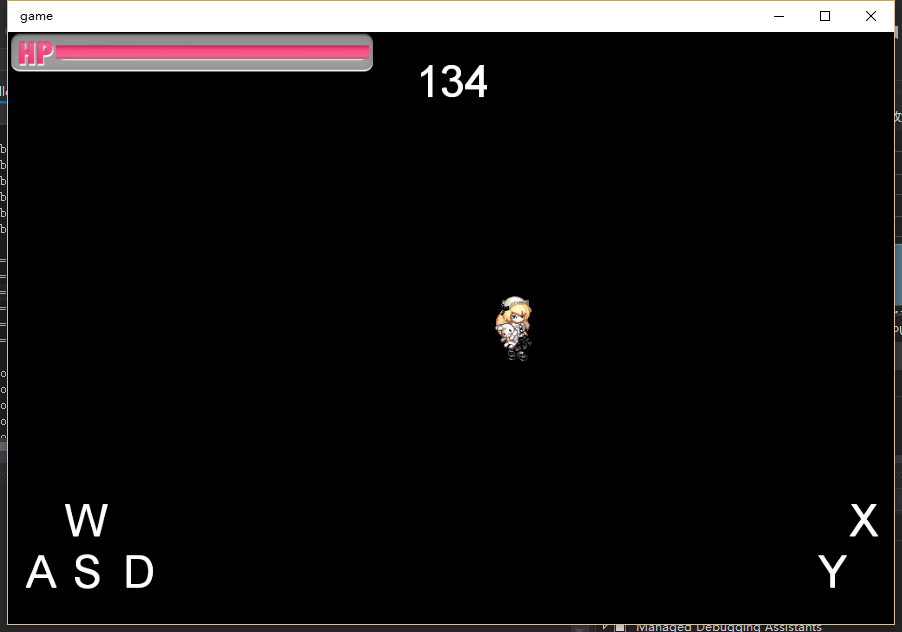 game
HP
134
W
A S D
X
Y
Managed Debugging Assistants